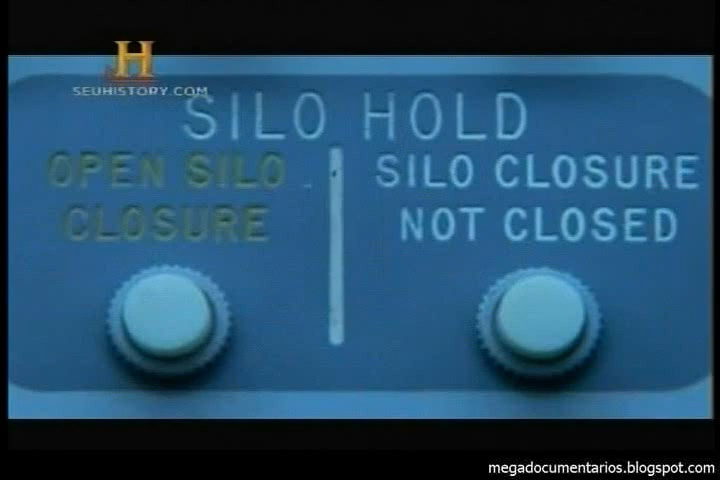 H
SEUHISTORY.COM
SILO HOLD
OPEN SILO
CLOSURE
SILO CLOSURE
NOT CLOSED
megadocumentarios.blogspot.com